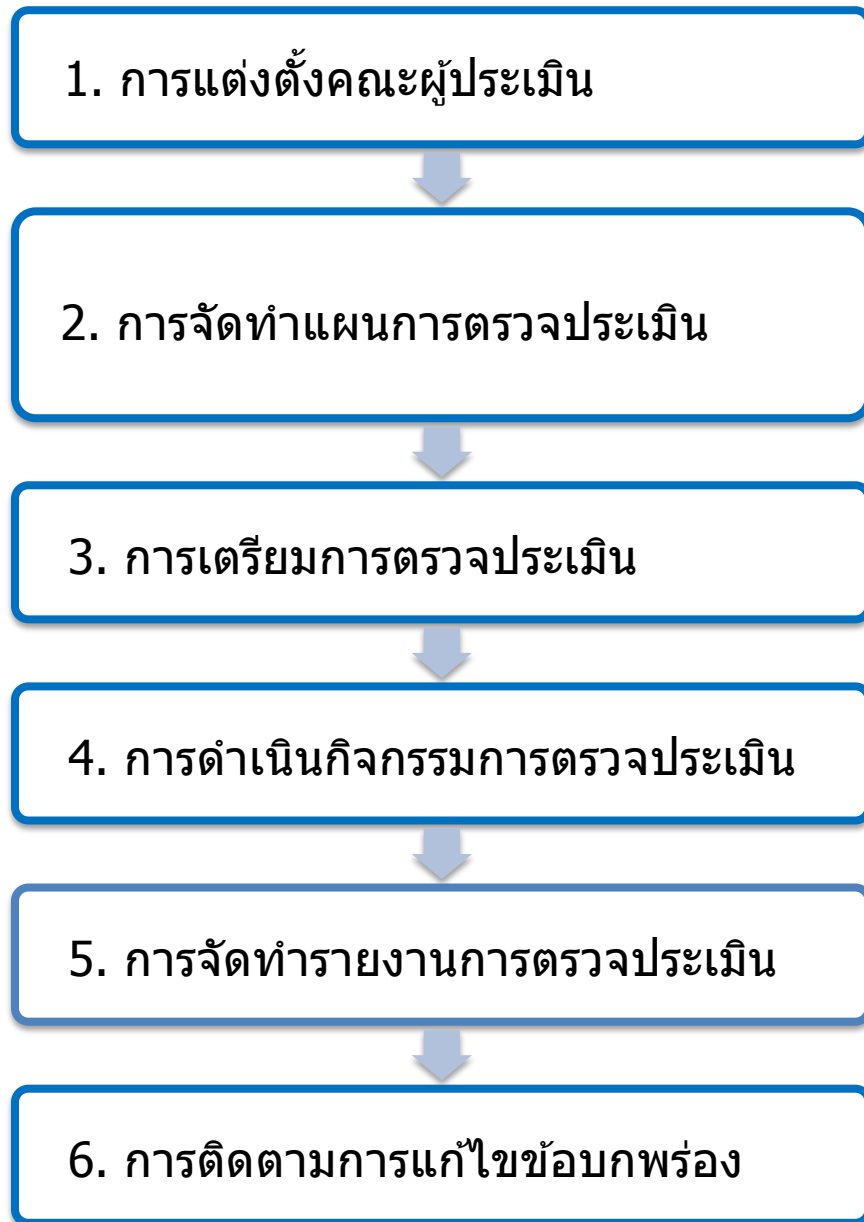 1. การแต่งตั้งคณะผู้ประเมิน
2. การจัดทำแผนการตรวจประเมิน
3. การเตรียมการตรวจประเมิน
4. การดำเนินกิจกรรมการตรวจประเมิน
5. การจัดทำรายงานการตรวจประเมิน
6. การติดตามการแก้ไขข้อบกพร่อง